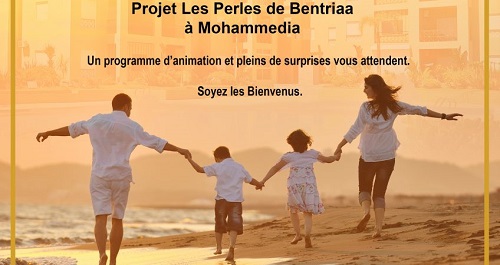 Projet Les Perles de Bentriaa
à Mohammedia
Un programme d'animation et pleins de surprises vous attendent.
Soyez les Bienvenus.